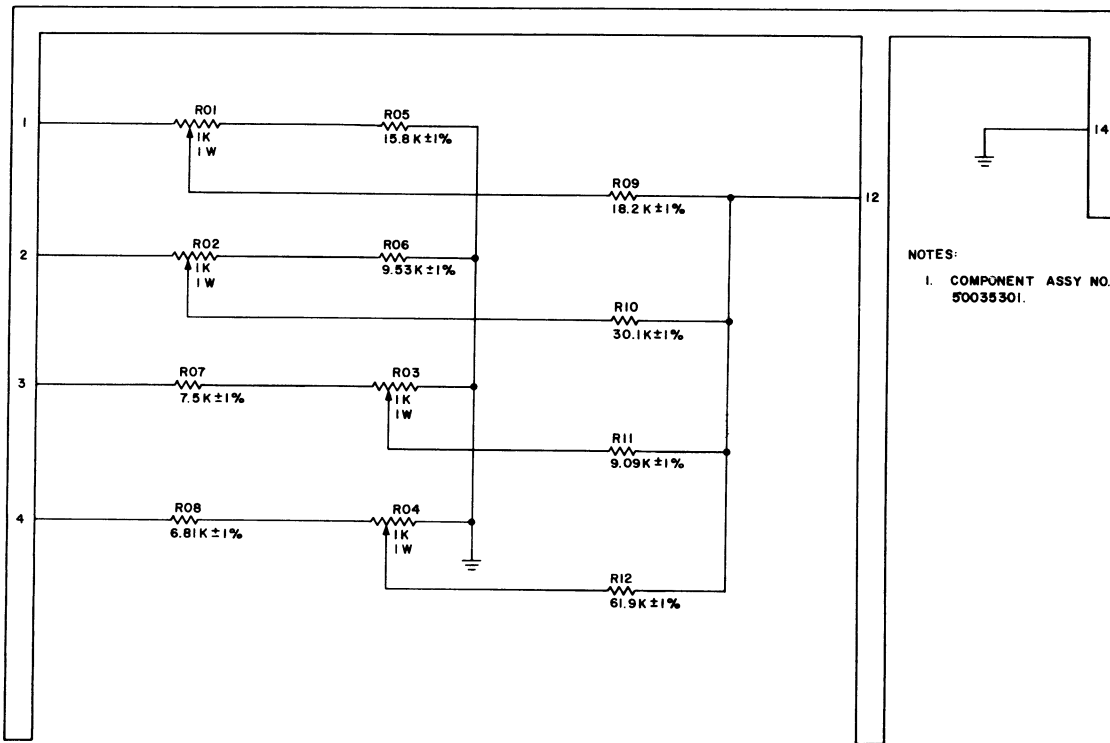 1
R01
1K
1W
R05
15.8K±1%
14
R09
18.2K±1%
12
2
R02
1K
1W
R06
9.53K±1%
NOTES:
1. COMPONENT ASSY NO.
50035301.
R10
30.1K±1%
3
R07
7.5K±1%
R03
1K
1W
R11
9.09K±1%
4
R08
6.81K±1%
R04
1K
1W
R12
61.9K±1%